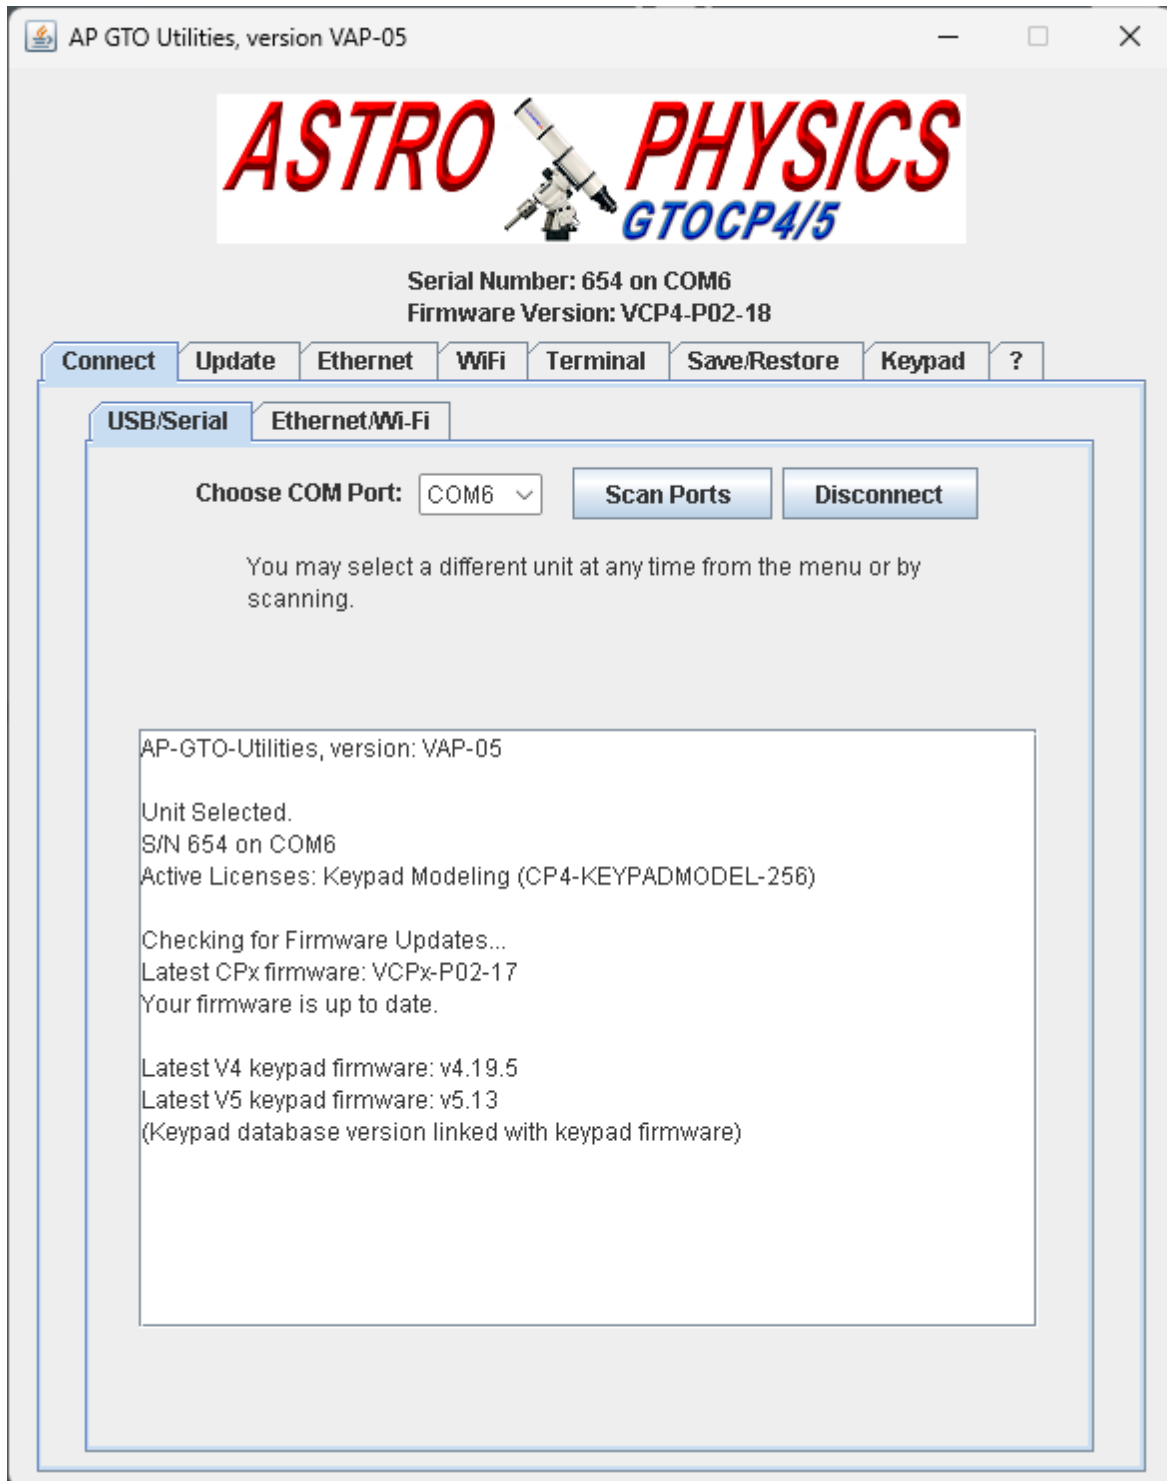 AP GTO Utilities, version VAP-05
ASTRO PHYSICS
GTOCP4/5
Serial Number: 654 on COM6
Firmware Version: VCP4-P02-18
Connect Update Ethernet WiFi Terminal Save/Restore Keypad ?
USB/Serial Ethernet/Wi-Fi
Choose COM Port: COM6 Scan Ports Disconnect
You may select a different unit at any time from the menu or by
scanning.
AP-GTO-Utilities, version: VAP-05
Unit Selected.
S/N 654 on COM6
Active Licenses: Keypad Modeling (CP4-KEYPADMODEL-256)
Checking for Firmware Updates...
Latest CPx firmware: VCPx-P02-17
Your firmware is up to date.
Latest V4 keypad firmware: v4.19.5
Latest V5 keypad firmware: v5.13
(Keypad database version linked with keypad firmware)